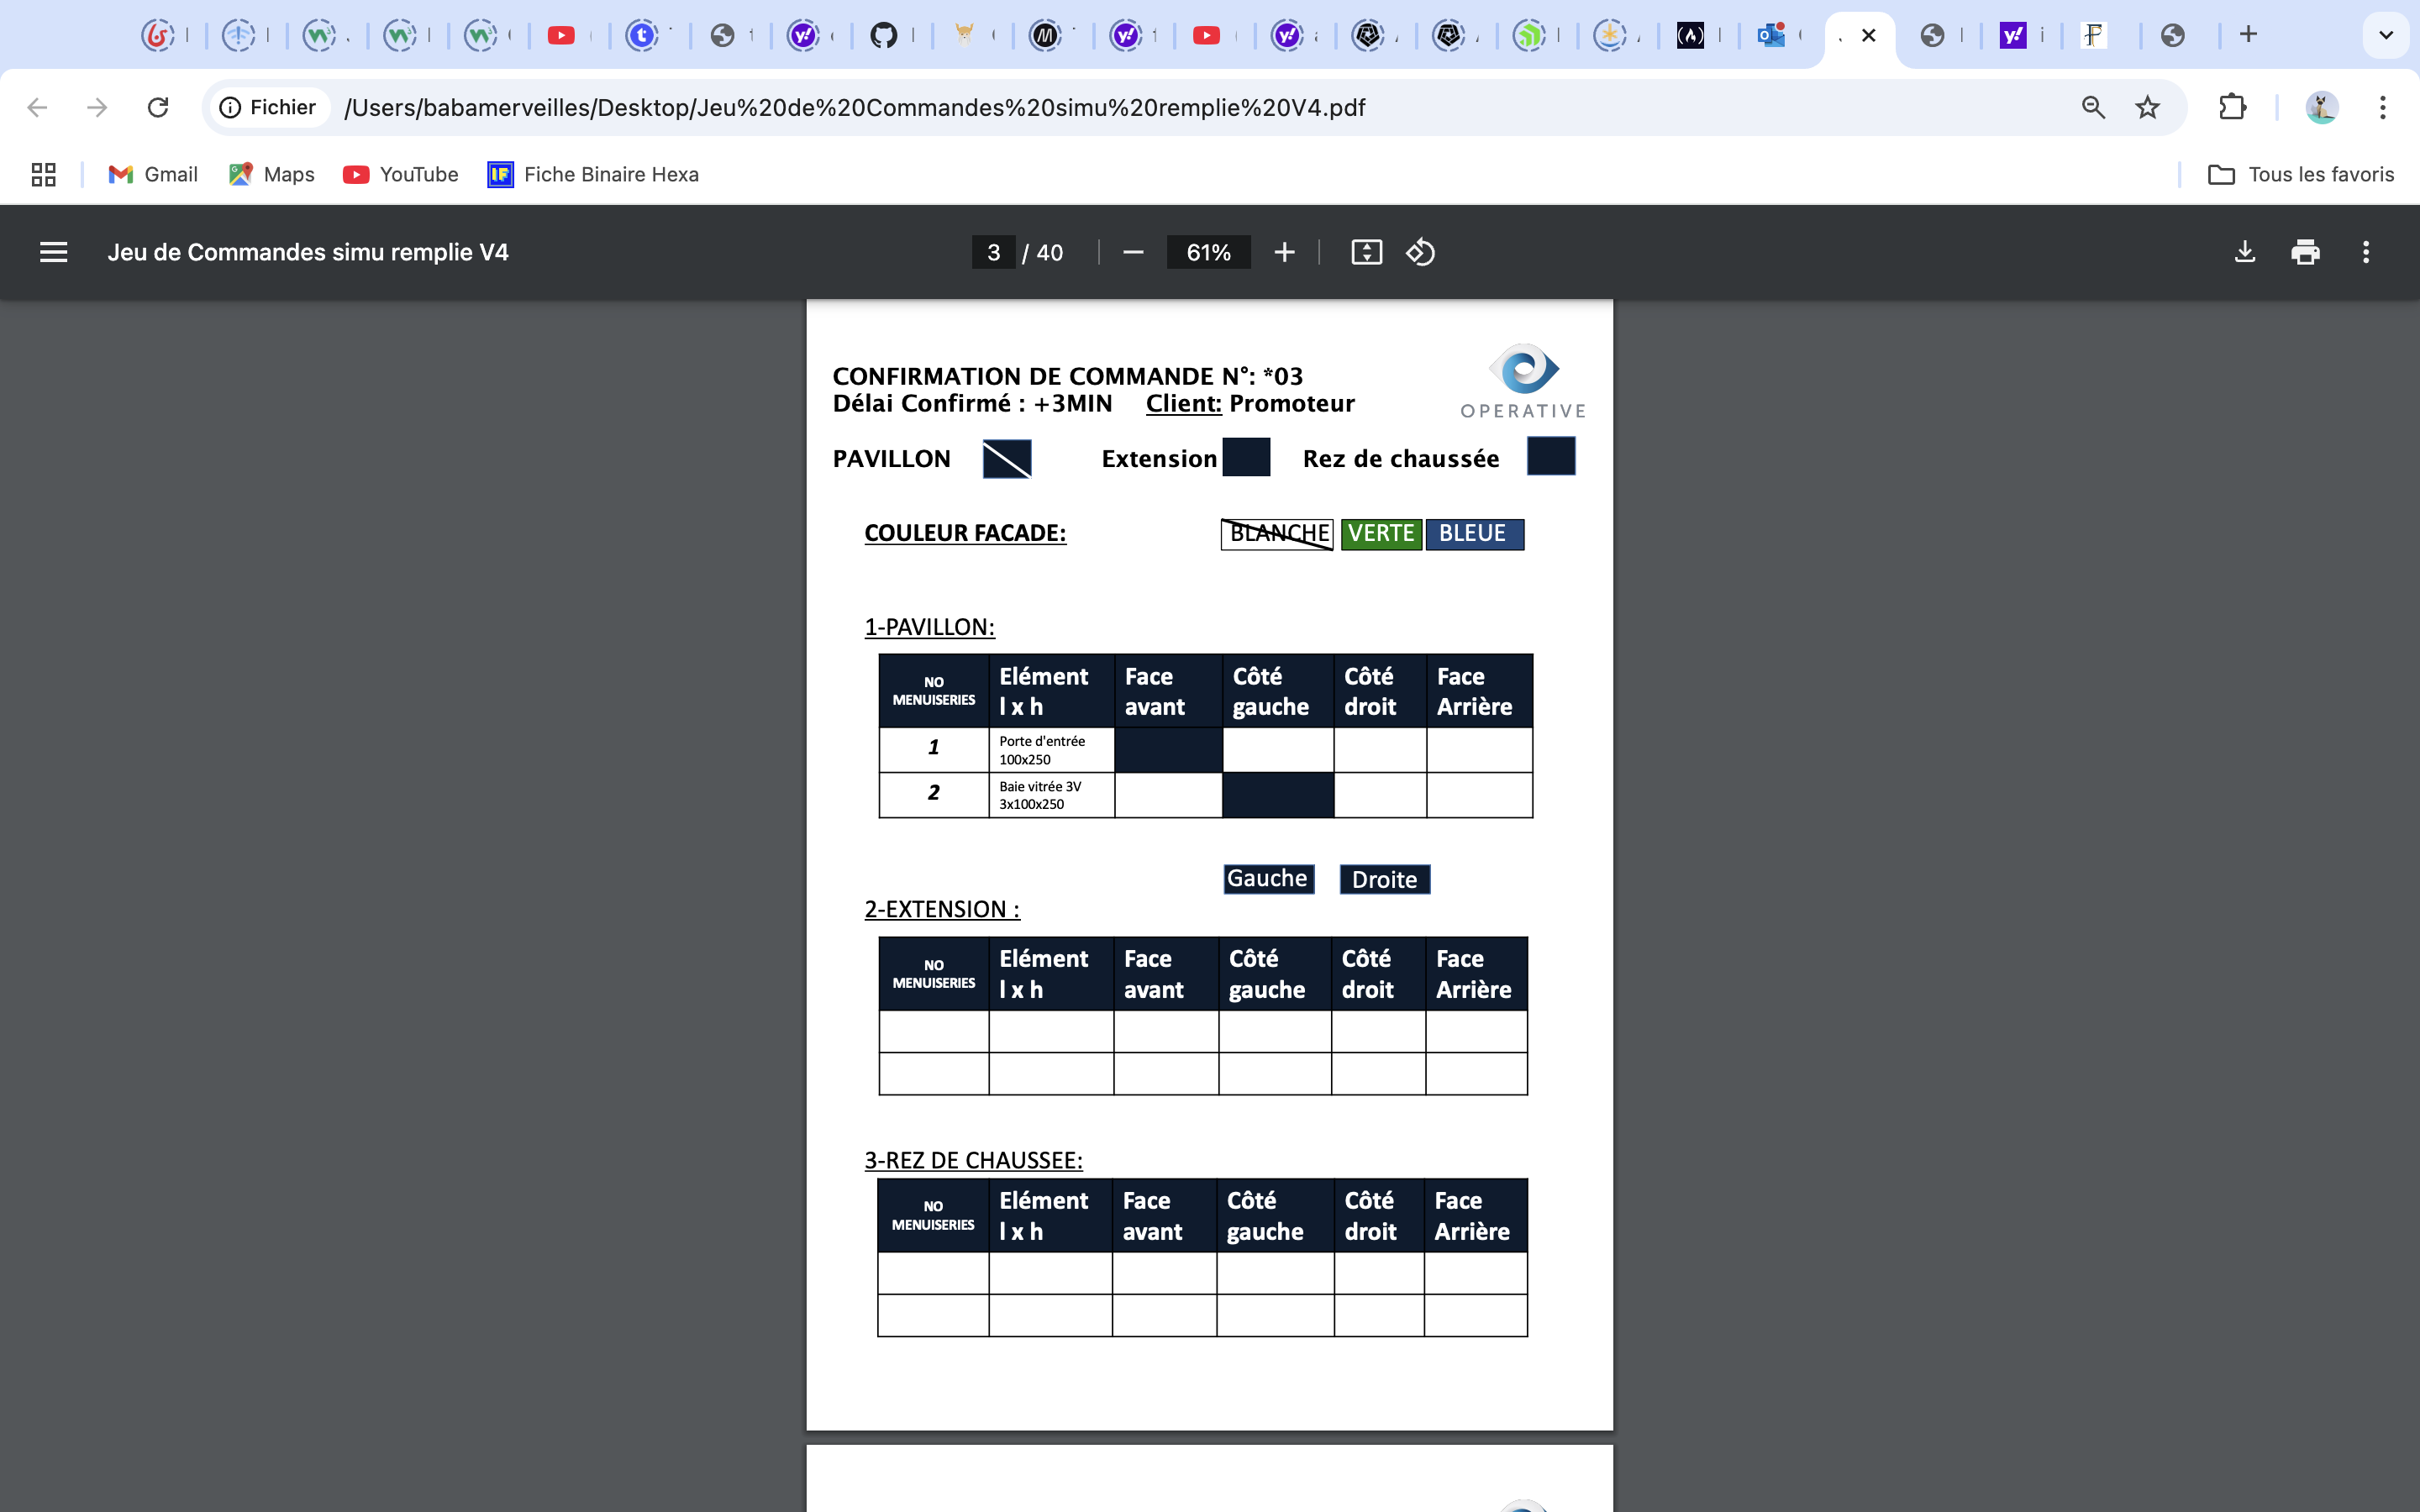 Fichier /Users/babamerveilles/Desktop/Jeu%20de%20Commandes%20simu%20remplie%20V4.pdf
Gmail Maps YouTube Fiche Binaire Hexa Tous les favoris
Jeu de Commandes simu remplie V4 3 / 40 61%
CONFIRMATION DE COMMANDE N°: *03
Délai Confirmé : +3MIN Client: Promoteur
OPERATIVE
PAVILLON Extension Rez de chaussée
COULEUR FACADE: BLANCHE VERTE BLEUE
1-PAVILLON:
NO MENUISERIES Elément l x h Face avant Côté gauche Côté droit Face Arrière
1 Porte d'entrée 100x250
2 Baie vitrée 3V 3x100x250
Gauche Droite
2-EXTENSION :
NO MENUISERIES Elément l x h Face avant Côté gauche Côté droit Face Arrière
3-REZ DE CHAUSSEE:
NO MENUISERIES Elément l x h Face avant Côté gauche Côté droit Face Arrière